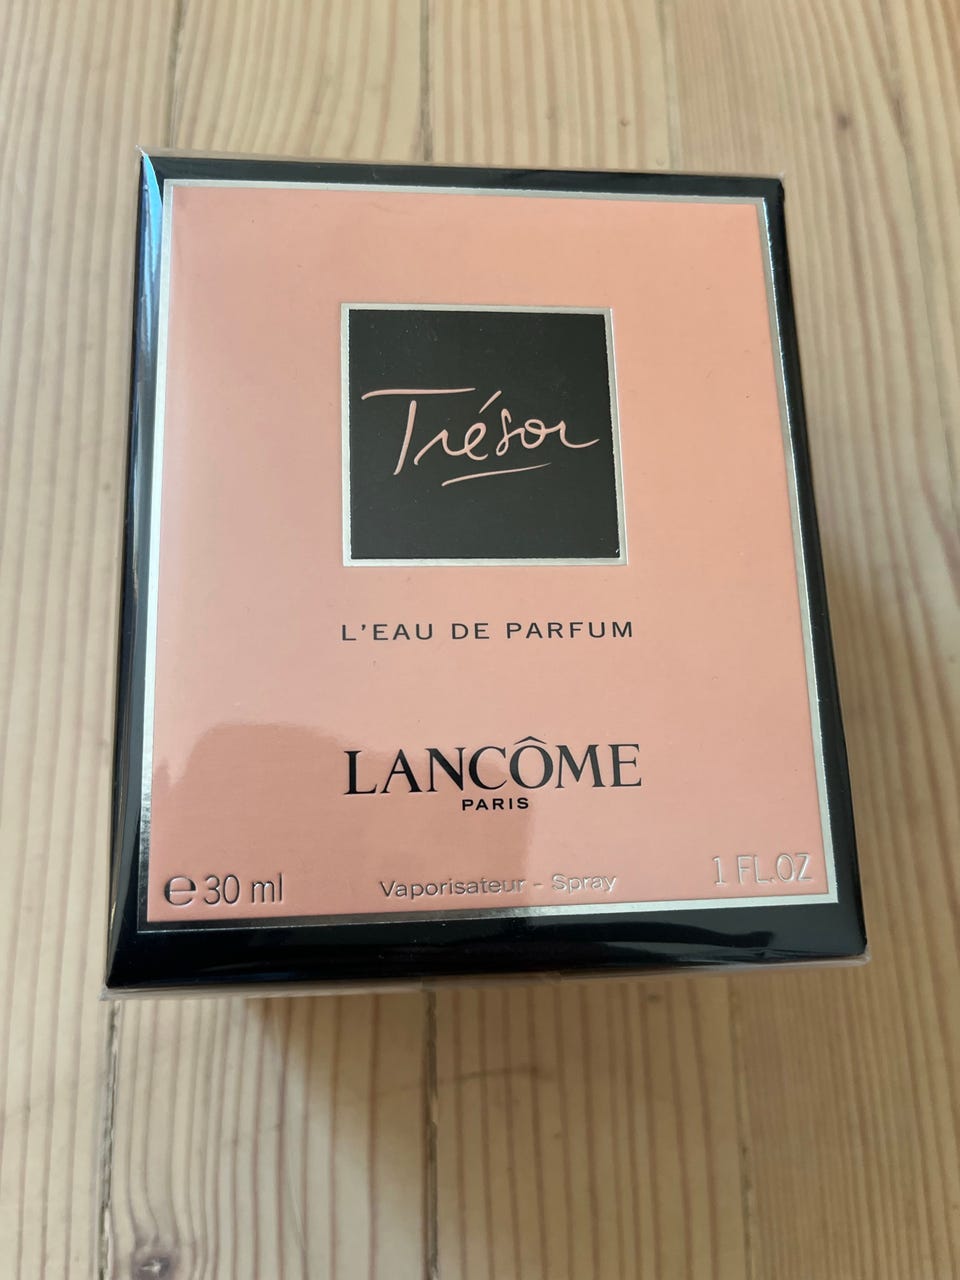 Trésor
L'EAU DE PARFUM
LANCÔME
PARIS
℮30 ml Vaporisateur - Spray 1 FL.OZ